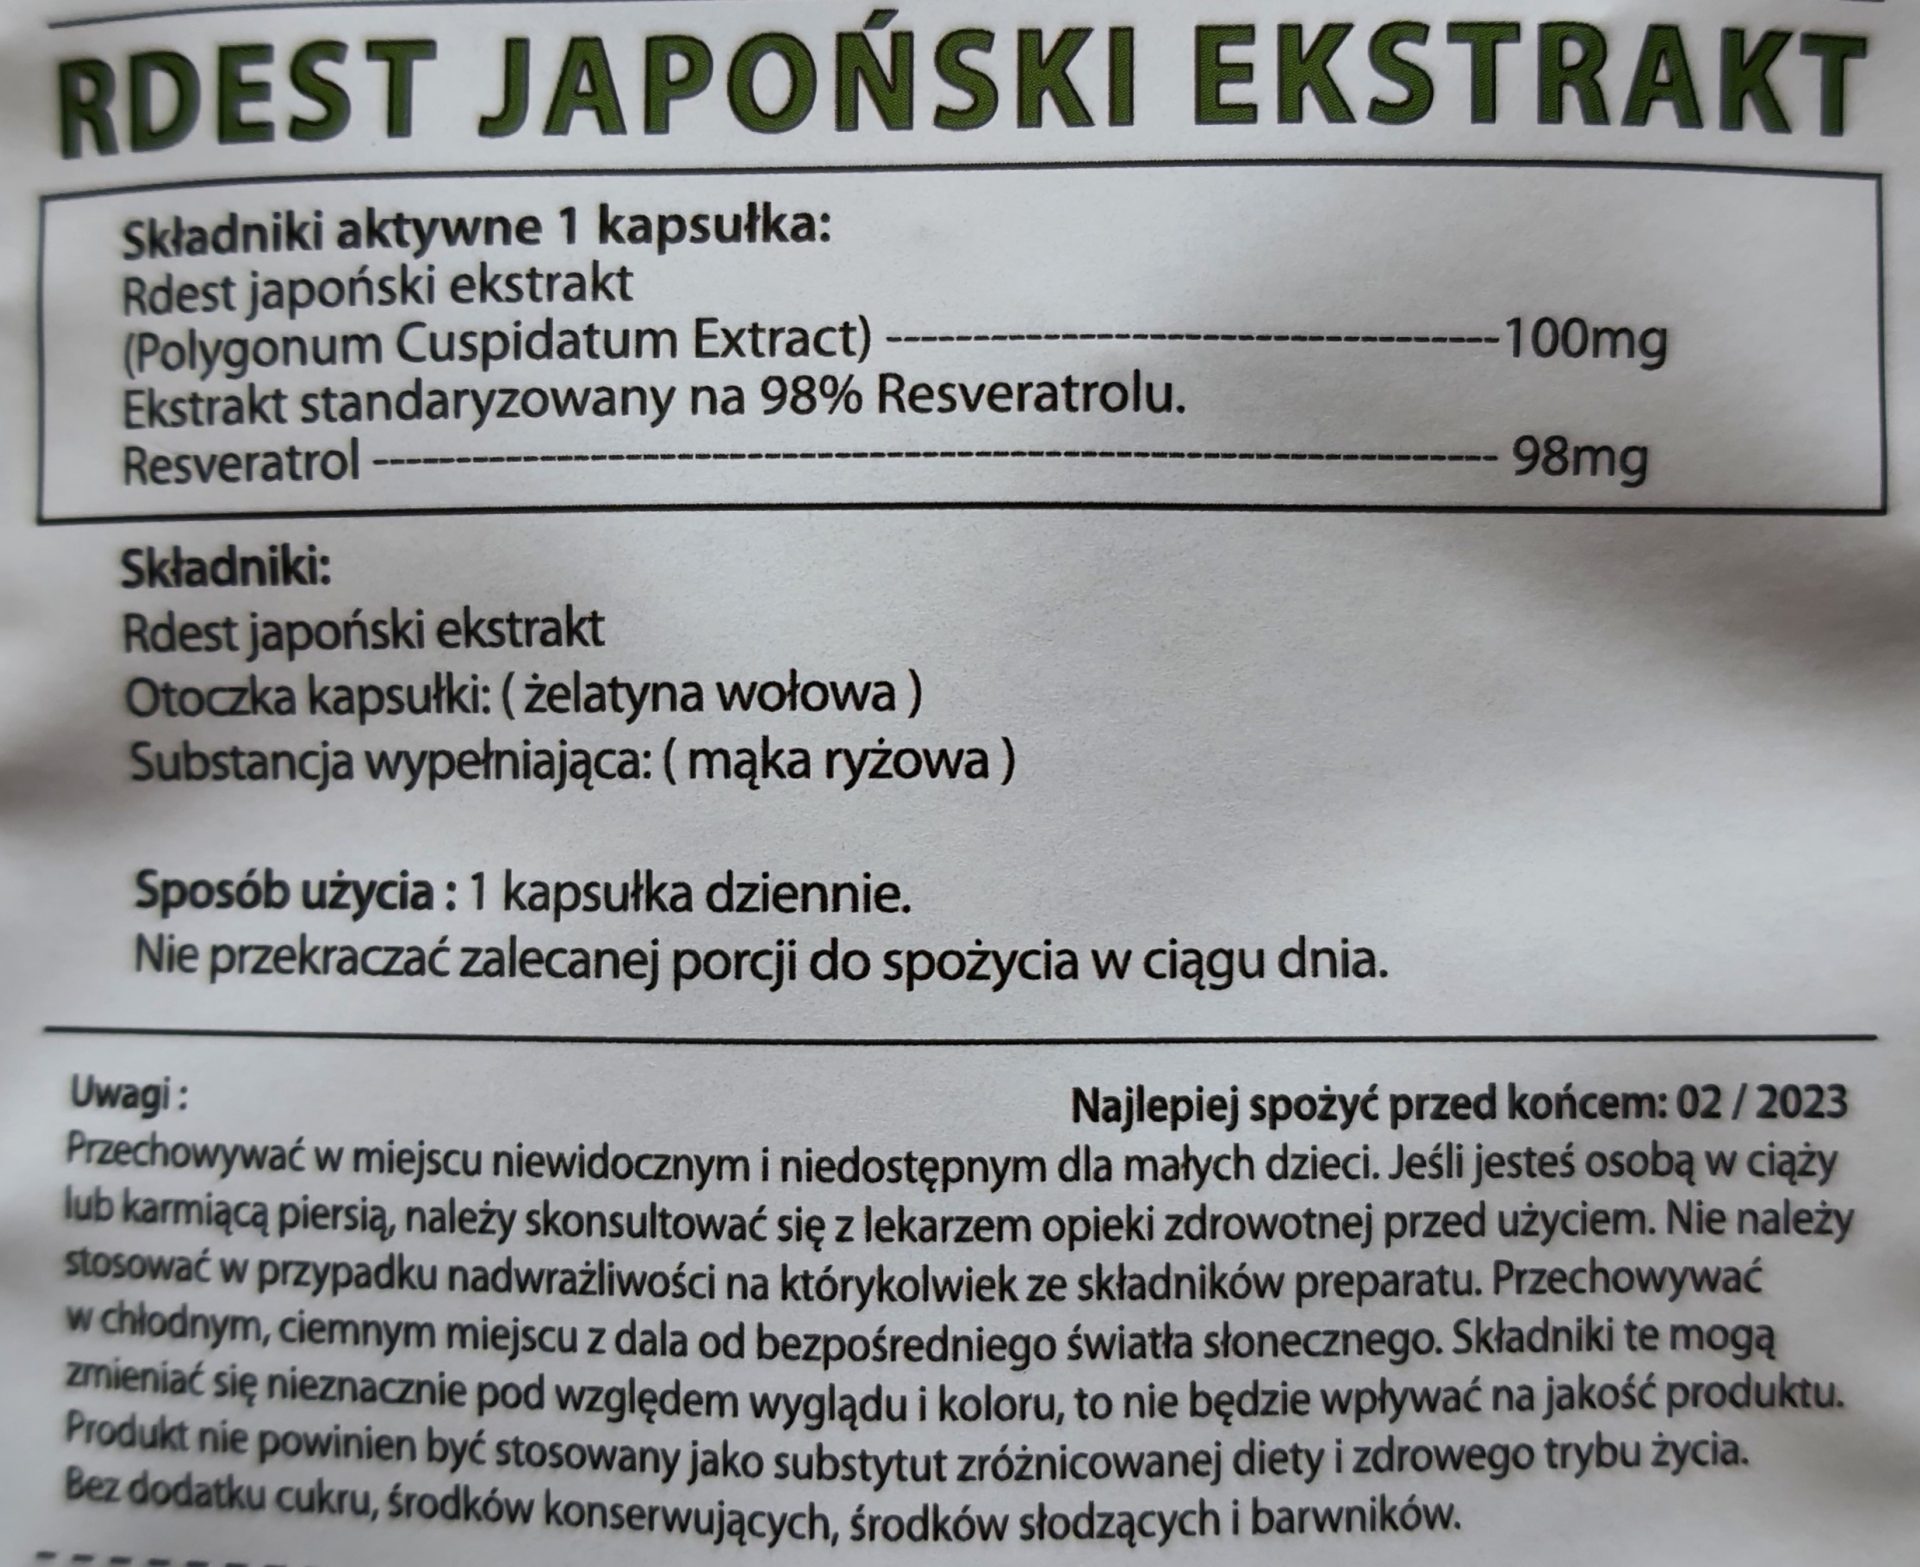 RDEST JAPOŃSKI EKSTRAKT
Składniki aktywne 1 kapsułka:
Rdest japoński ekstrakt
(Polygonum Cuspidatum Extract) ------------------------------------------100mg
Ekstrakt standaryzowany na 98% Resveratrolu.
Resveratrol ------------------------------------------------------------------------------ 98mg
Składniki:
Rdest japoński ekstrakt
Otoczka kapsułki: ( żelatyna wołowa )
Substancja wypełniająca: ( mąka ryżowa )
Sposób użycia : 1 kapsułka dziennie.
Nie przekraczać zalecanej porcji do spożycia w ciągu dnia.
Uwagi :
Najlepiej spożyć przed końcem: 02 / 2023
Przechowywać w miejscu niewidocznym i niedostępnym dla małych dzieci. Jeśli jesteś osobą w ciąży
lub karmiącą piersią, należy skonsultować się z lekarzem opieki zdrowotnej przed użyciem. Nie należy
stosować w przypadku nadwrażliwości na którykolwiek ze składników preparatu. Przechowywać
w chłodnym, ciemnym miejscu z dala od bezpośredniego światła słonecznego. Składniki te mogą
zmieniać się nieznacznie pod względem wyglądu i koloru, to nie będzie wpływać na jakość produktu.
Produkt nie powinien być stosowany jako substytut zróżnicowanej diety i zdrowego trybu życia.
Bez dodatku cukru, środków konserwujących, środków słodzących i barwników.